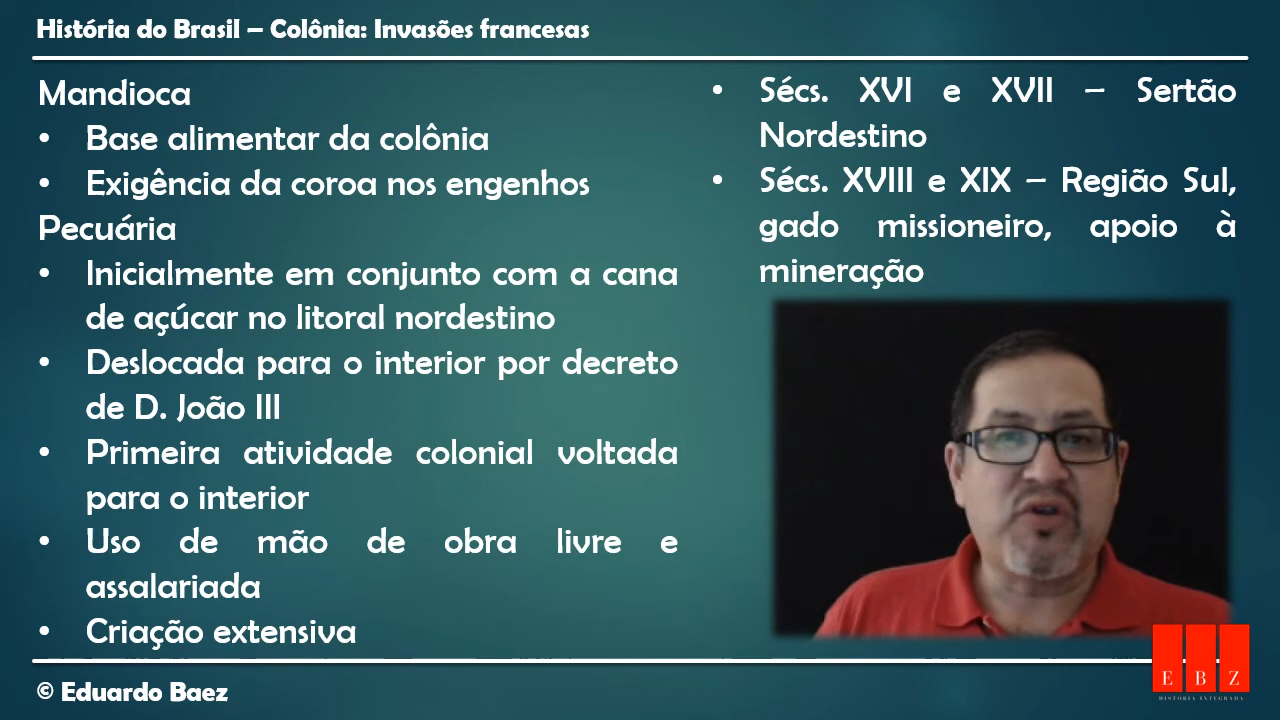 História do Brasil – Colônia: Invasões francesas
Mandioca
• Base alimentar da colônia
• Exigência da coroa nos engenhos
Pecuária
• Inicialmente em conjunto com a cana
de açúcar no litoral nordestino
• Deslocada para o interior por decreto
de D. João III
• Primeira atividade colonial voltada
para o interior
• Uso de mão de obra livre e
assalariada
• Criação extensiva
• Sécs. XVI e XVII – Sertão
Nordestino
• Sécs. XVIII e XIX – Região Sul,
gado missioneiro, apoio à
mineração
© Eduardo Baez
E B Z
HISTÓRIA INTEGRADA